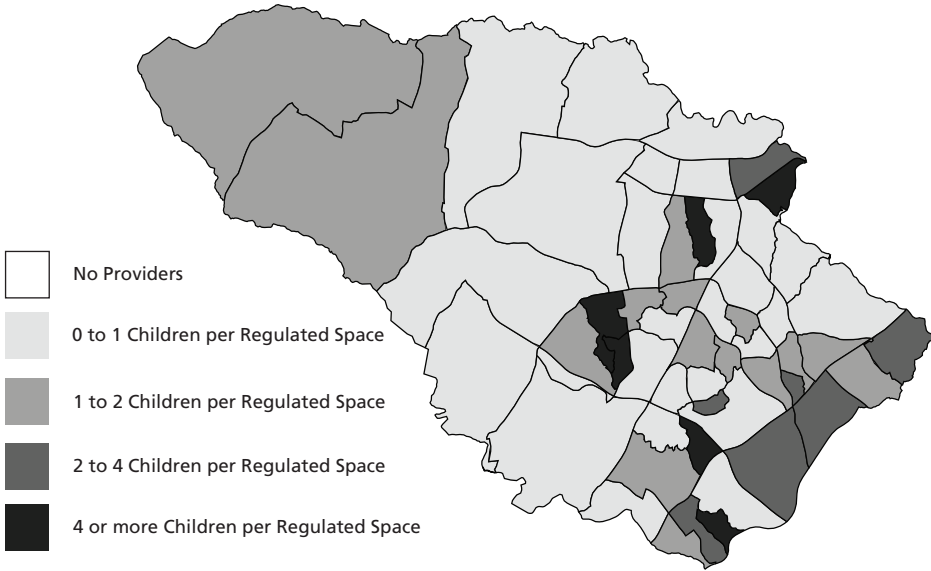 No Providers
0 to 1 Children per Regulated Space
1 to 2 Children per Regulated Space
2 to 4 Children per Regulated Space
4 or more Children per Regulated Space